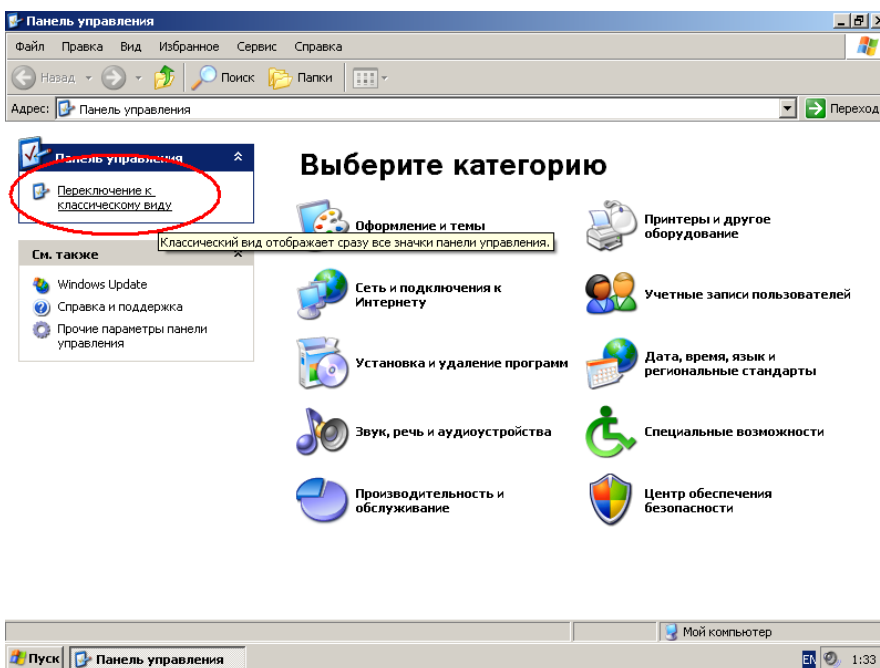 Панель управления
Файл Правка Вид Избранное Сервис Справка
Назад Поиск Папки
Адрес: Панель управления Переход
Панель управления
Переключение к
классическому виду
См. также
Windows Update
Справка и поддержка
Прочие параметры панели
управления
Выберите категорию
Оформление и темы
Принтеры и другое
оборудование
Классический вид отображает сразу все значки панели управления.
Сеть и подключения к
Интернету
Учетные записи пользователей
Установка и удаление программ
Дата, время, язык и
региональные стандарты
Звук, речь и аудиоустройства
Специальные возможности
Производительность и
обслуживание
Центр обеспечения
безопасности
Мой компьютер
Пуск Панель управления EN 1:33